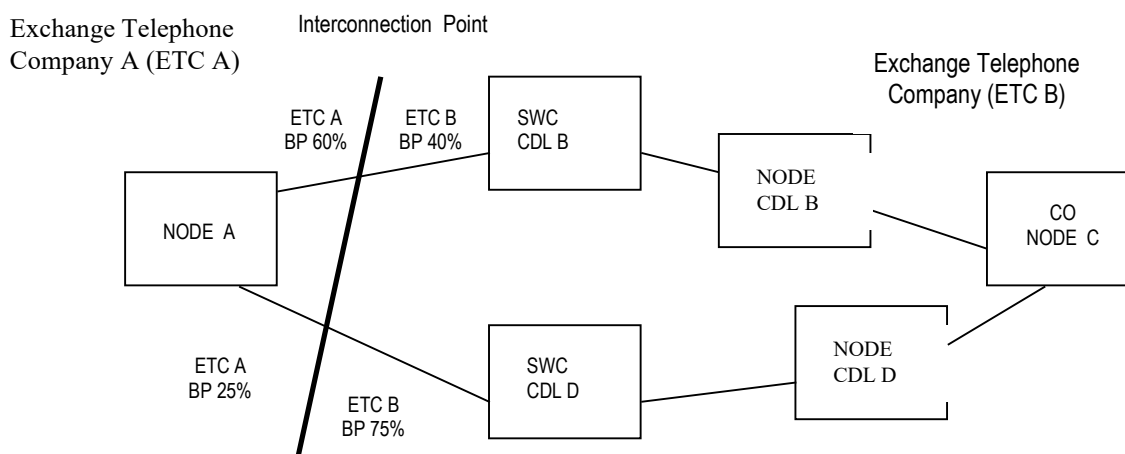 Exchange Telephone
Company A (ETC A)
Interconnection Point
Exchange Telephone
Company (ETC B)
ETC A
BP 60%
ETC B
BP 40%
SWC
CDL B
NODE
CDL B
NODE A
CO
NODE C
ETC A
BP 25%
ETC B
BP 75%
SWC
CDL D
NODE
CDL D